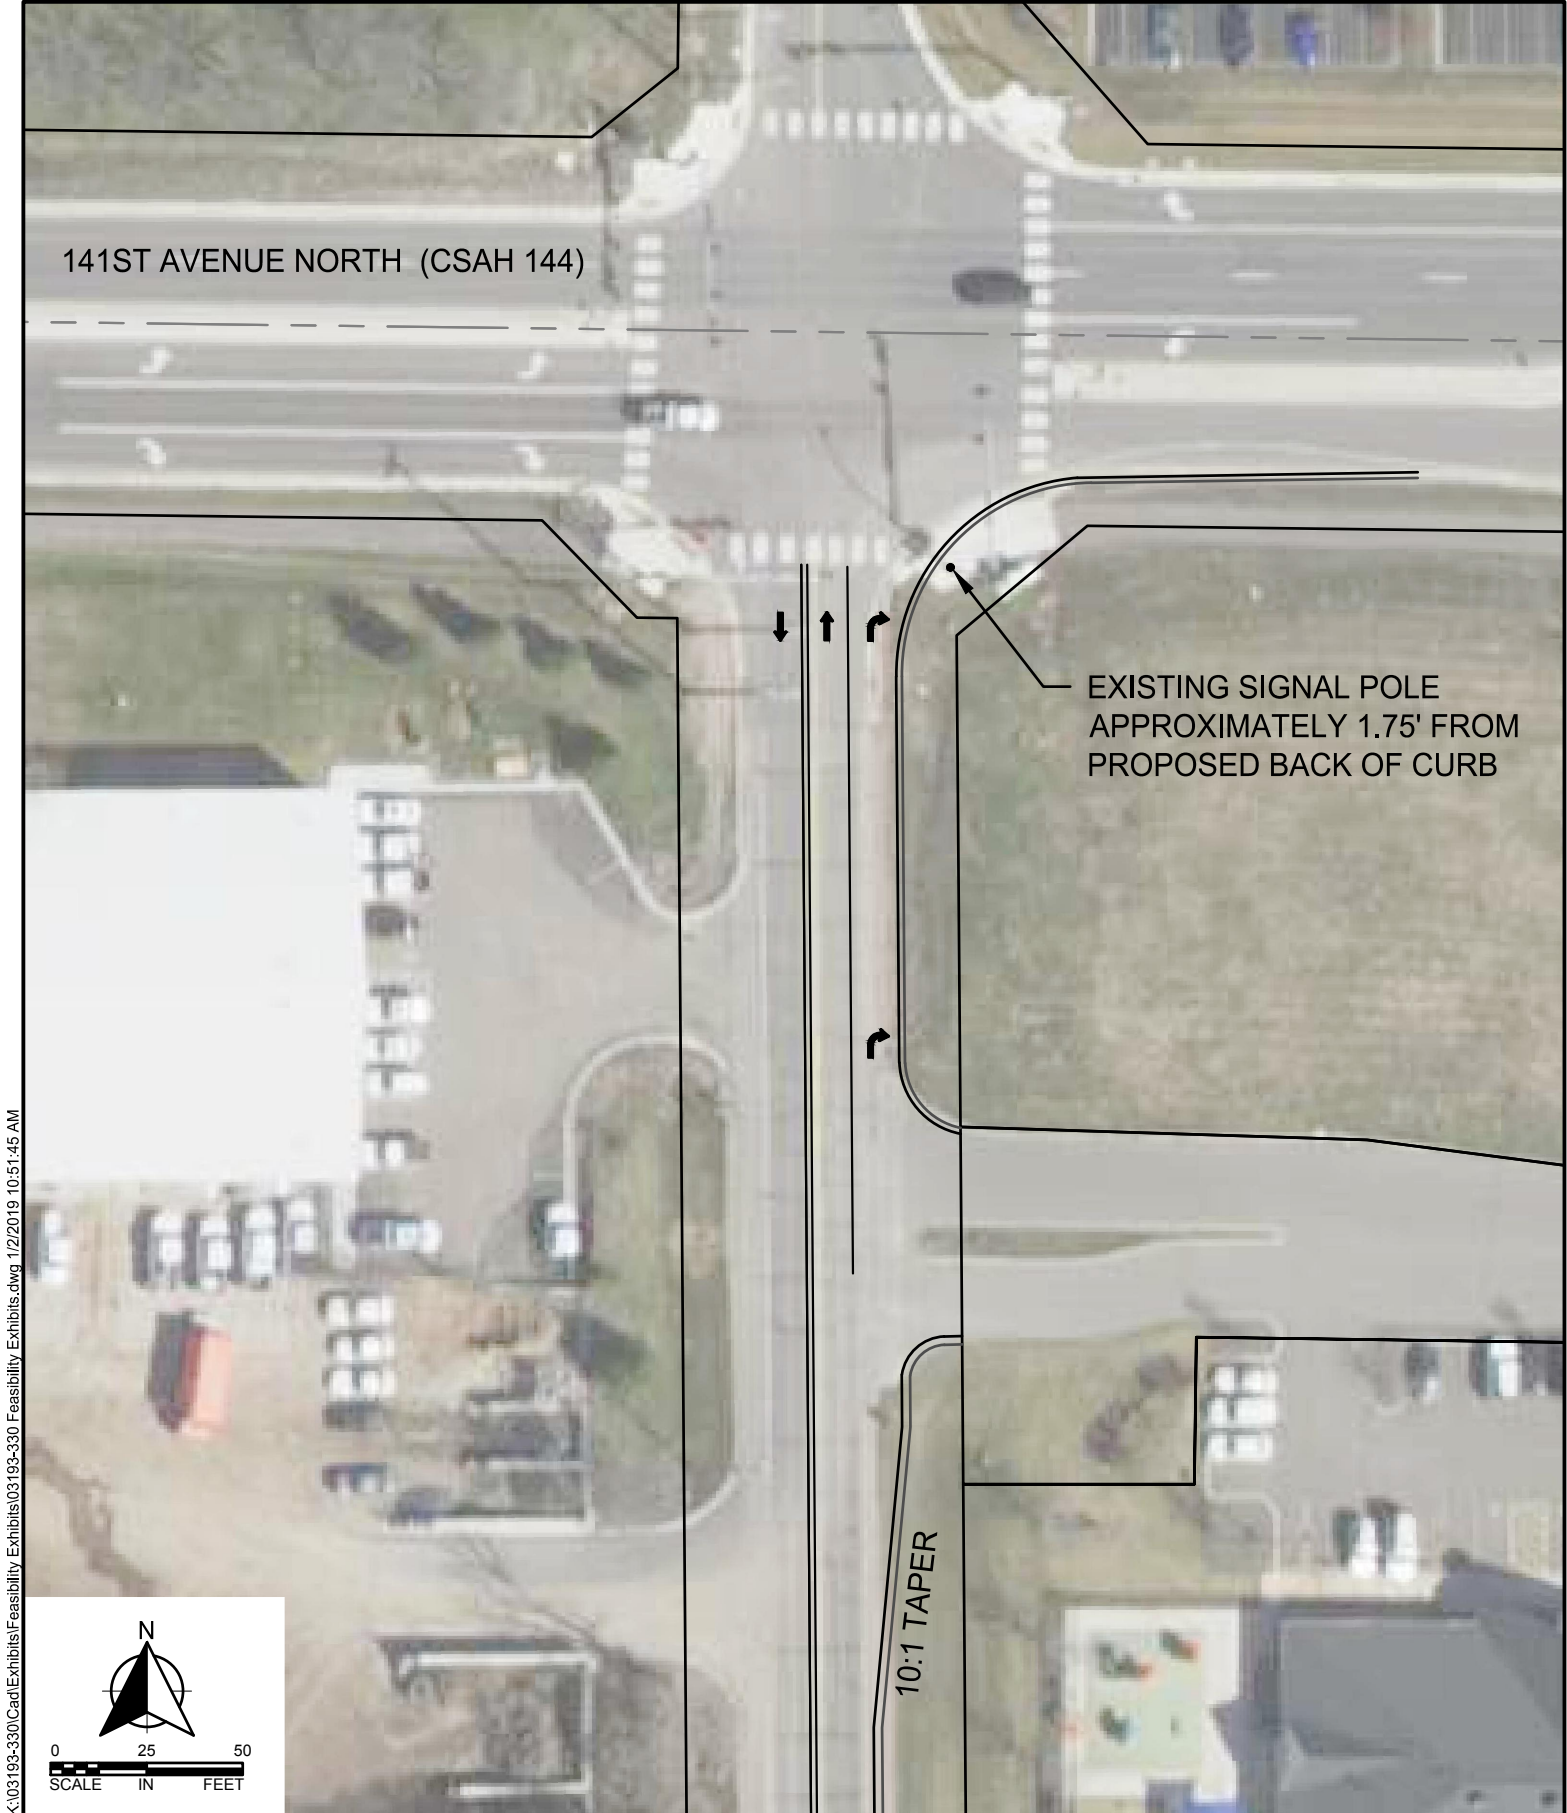 141ST AVENUE NORTH (CSAH 144)
EXISTING SIGNAL POLE
APPROXIMATELY 1.75' FROM
PROPOSED BACK OF CURB
10:1 TAPER
K:\03193-330\Cad\Exhibits\Feasibility Exhibits\03193-330 Feasibility Exhibits.dwg 1/2/2019 10:51:45 AM
N
0 25 50
SCALE IN FEET